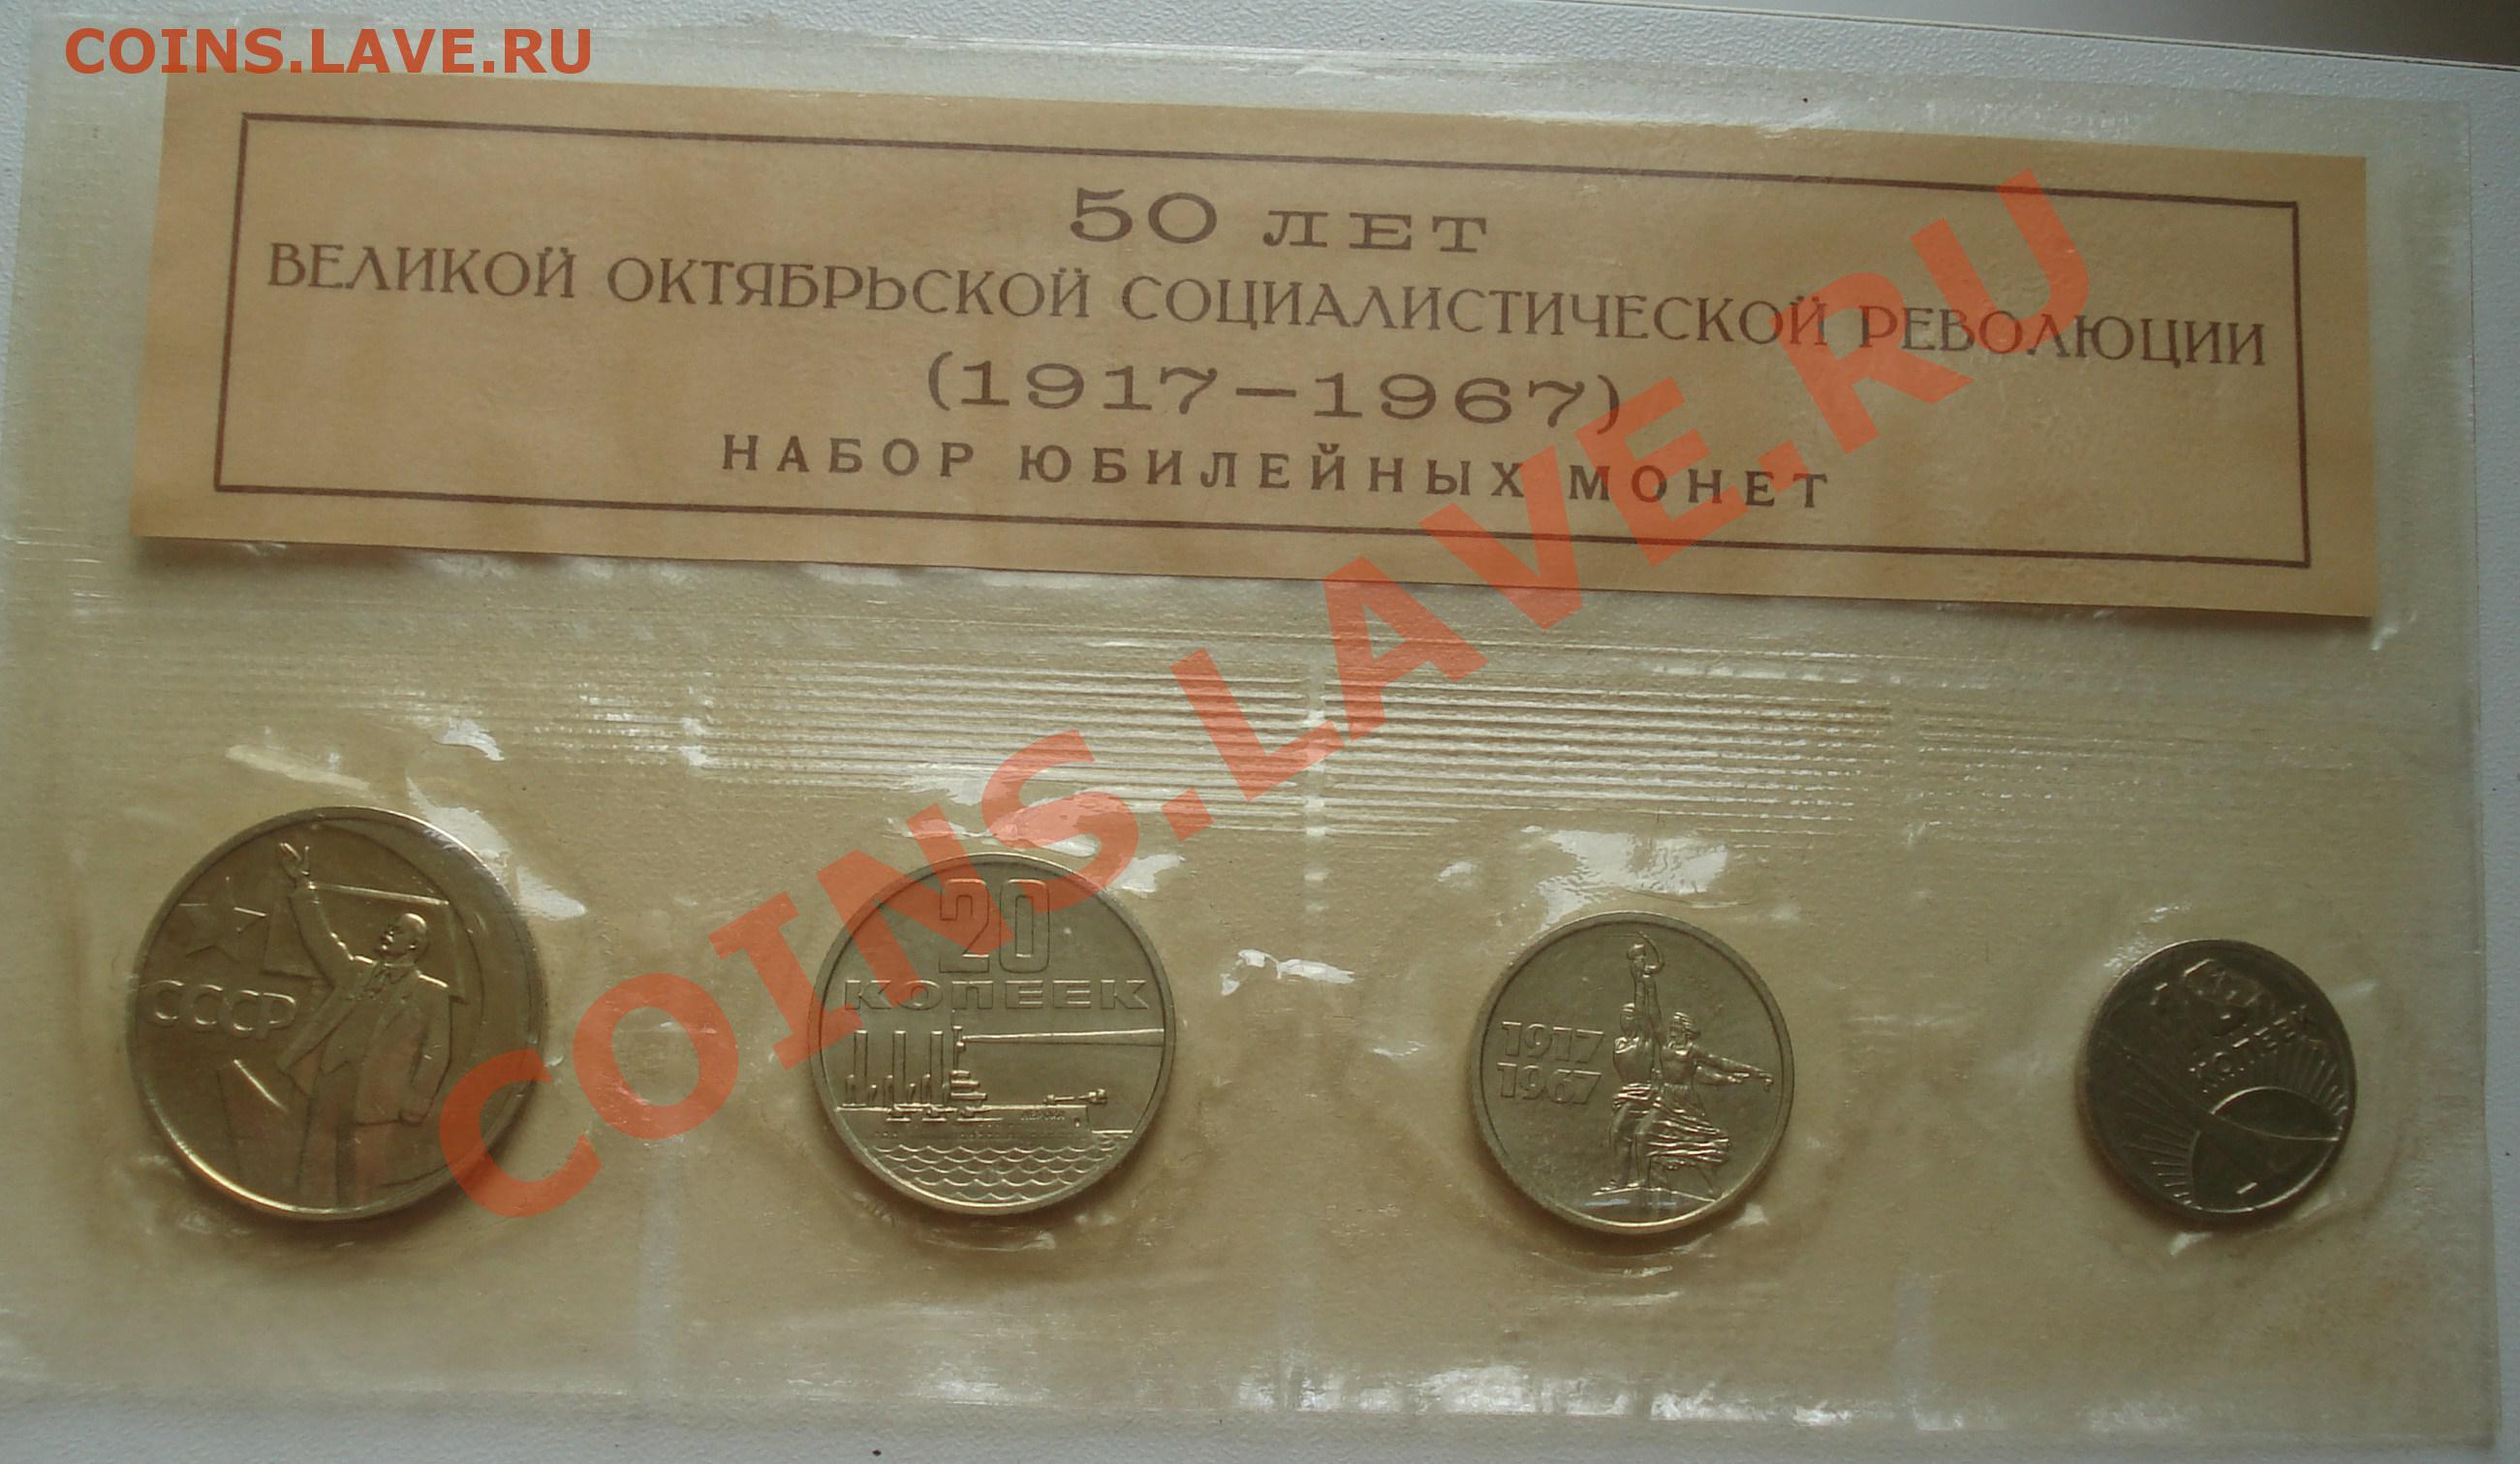 COINS.LAVE.RU
50 ЛЕТ
ВЕЛИКОЙ ОКТЯБРЬСКОЙ СОЦИАЛИСТИЧЕСКОЙ РЕВОЛЮЦИИ
(1917—1967)
НАБОР ЮБИЛЕЙНЫХ МОНЕТ
COINS.LAVE.RU
СССР
20
КОПЕЕК
1917
1967
КОПЕЕК